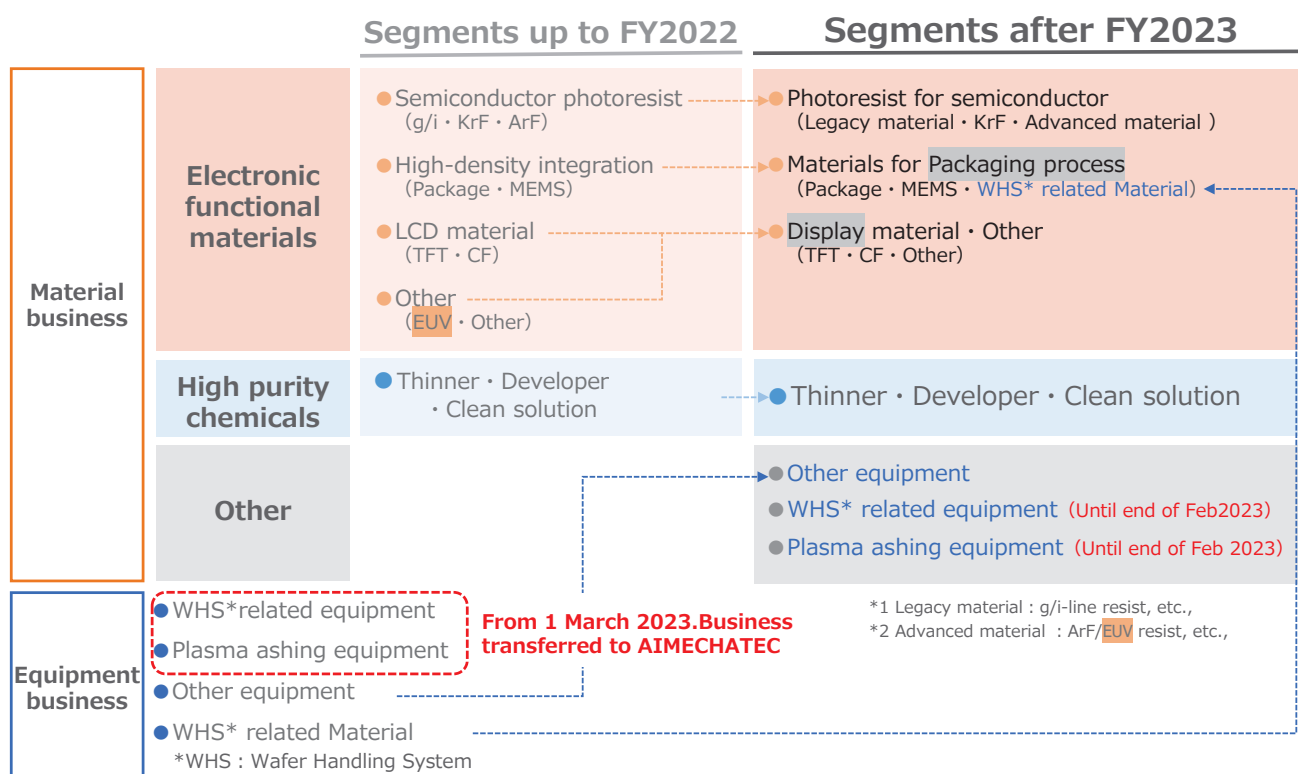 Segments up to FY2022
Segments after FY2023
Material
business
Electronic
functional
materials
●Semiconductor photoresist
（g/i・KrF・ArF）
●High-density integration
（Package・MEMS）
●LCD material
（TFT・CF）
●Other
（EUV・Other）
●Photoresist for semiconductor
（Legacy material・KrF・Advanced material ）
●Materials for Packaging process
（Package・MEMS・WHS* related Material）
●Display material・Other
（TFT・CF・Other）
High purity
chemicals
●Thinner・Developer
・Clean solution
●Thinner・Developer・Clean solution
Other
●Other equipment
●WHS* related equipment（Until end of Feb2023）
●Plasma ashing equipment（Until end of Feb 2023）
Equipment
business
●WHS*related equipment
●Plasma ashing equipment
From 1 March 2023.Business
transferred to AIMECHATEC
●Other equipment
●WHS* related Material
*WHS : Wafer Handling System
*1 Legacy material : g/i-line resist, etc.,
*2 Advanced material : ArF/EUV resist, etc.,